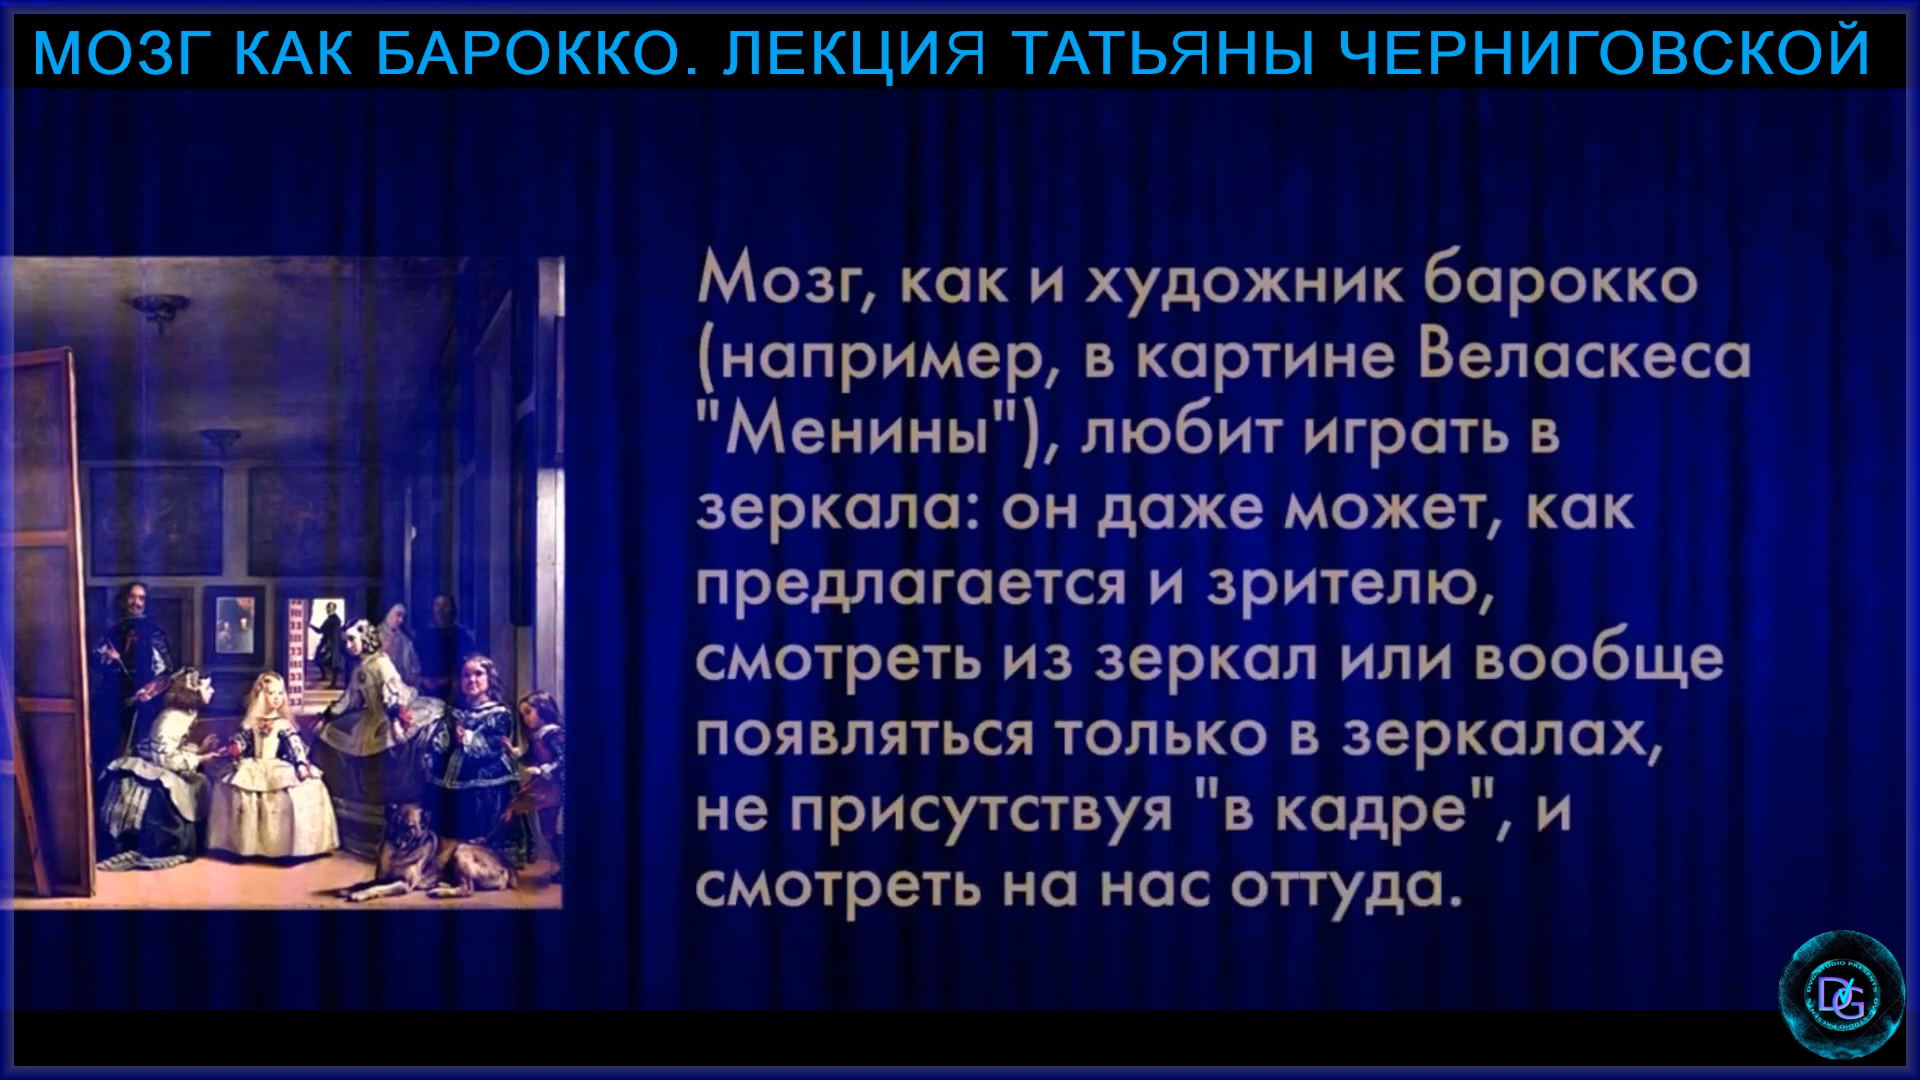 МОЗГ КАК БАРОККО. ЛЕКЦИЯ ТАТЬЯНЫ ЧЕРНИГОВСКОЙ
Мозг, как и художник барокко
(например, в картине Веласкеса
"Менины"), любит играть в
зеркала: он даже может, как
предлагается и зрителю,
смотреть из зеркал или вообще
появляться только в зеркалах,
не присутствуя "в кадре", и
смотреть на нас оттуда.